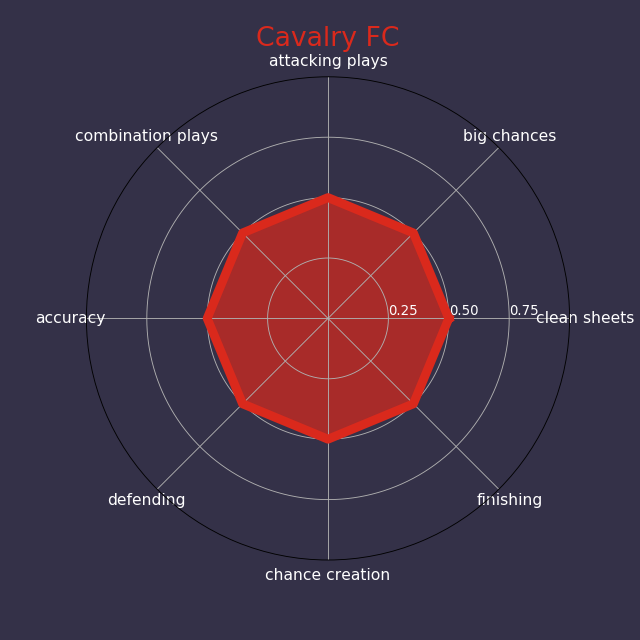 Cavalry FC
attacking plays
combination plays
big chances
0.25
0.50
0.75
accuracy
clean sheets
defending
finishing
chance creation